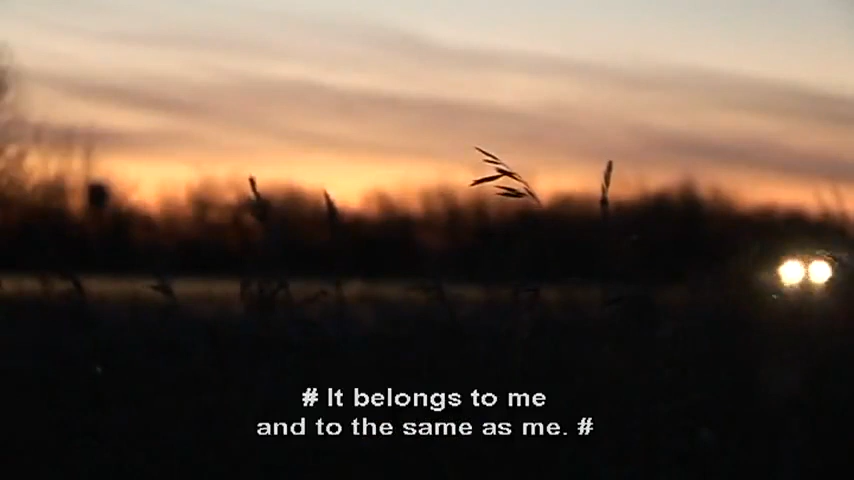 # It belongs to me
and to the same as me. #